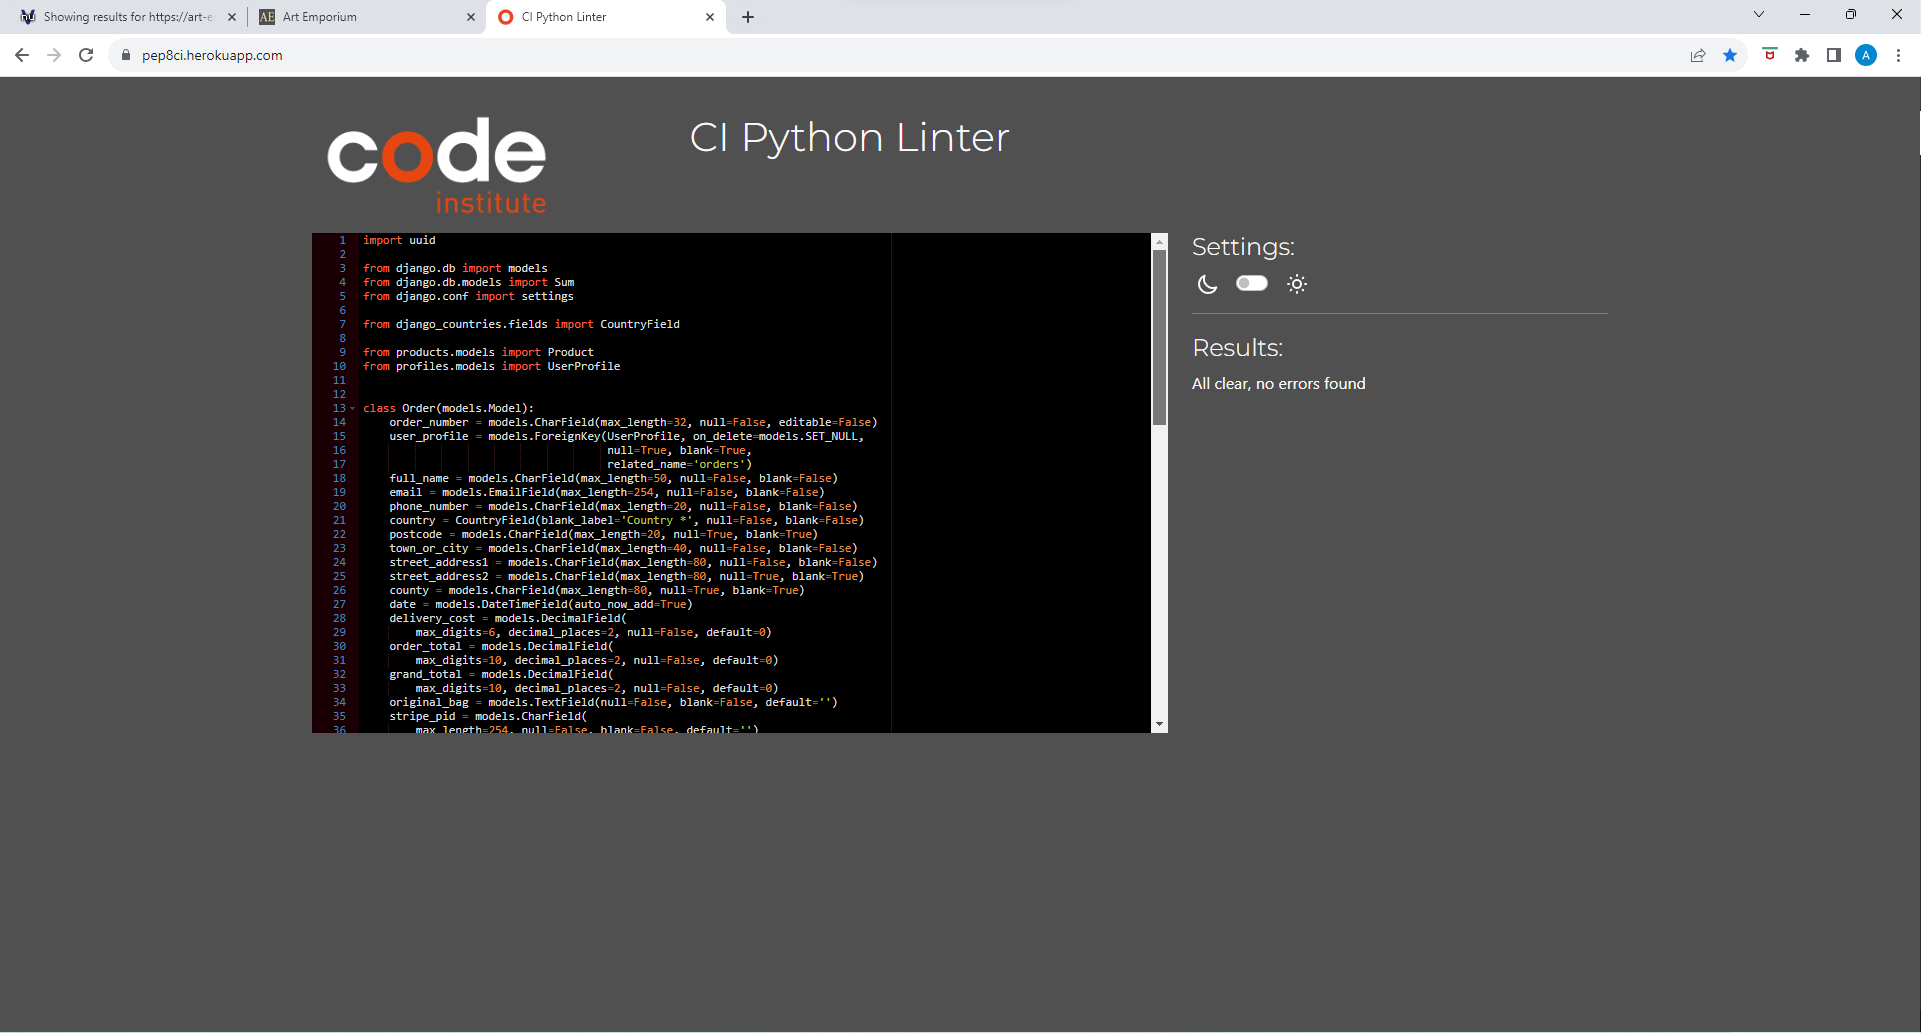 Showing results for https://art-e
Art Emporium
CI Python Linter
pep8ci.herokuapp.com
A
code
institute
CI Python Linter
1 import uuid
2
3 from django.db import models
4 from django.db.models import Sum
5 from django.conf import settings
6
7 from django_countries.fields import CountryField
8
9 from products.models import Product
10 from profiles.models import UserProfile
11
12
13 class Order(models.Model):
14 order_number = models.CharField(max_length=32, null=False, editable=False)
15 user_profile = models.ForeignKey(UserProfile, on_delete=models.SET_NULL,
16 null=True, blank=True,
17 related_name='orders')
18 full_name = models.CharField(max_length=50, null=False, blank=False)
19 email = models.EmailField(max_length=254, null=False, blank=False)
20 phone_number = models.CharField(max_length=20, null=False, blank=False)
21 country = CountryField(blank_label='Country *', null=False, blank=False)
22 postcode = models.CharField(max_length=20, null=True, blank=True)
23 town_or_city = models.CharField(max_length=40, null=False, blank=False)
24 street_address1 = models.CharField(max_length=80, null=False, blank=False)
25 street_address2 = models.CharField(max_length=80, null=True, blank=True)
26 county = models.CharField(max_length=80, null=True, blank=True)
27 date = models.DateTimeField(auto_now_add=True)
28 delivery_cost = models.DecimalField(
29 max_digits=6, decimal_places=2, null=False, default=0)
30 order_total = models.DecimalField(
31 max_digits=10, decimal_places=2, null=False, default=0)
32 grand_total = models.DecimalField(
33 max_digits=10, decimal_places=2, null=False, default=0)
34 original_bag = models.TextField(null=False, blank=False, default='')
35 stripe_pid = models.CharField(
36 max_length=254, null=False, blank=False, default='')
Settings:
Results:
All clear, no errors found